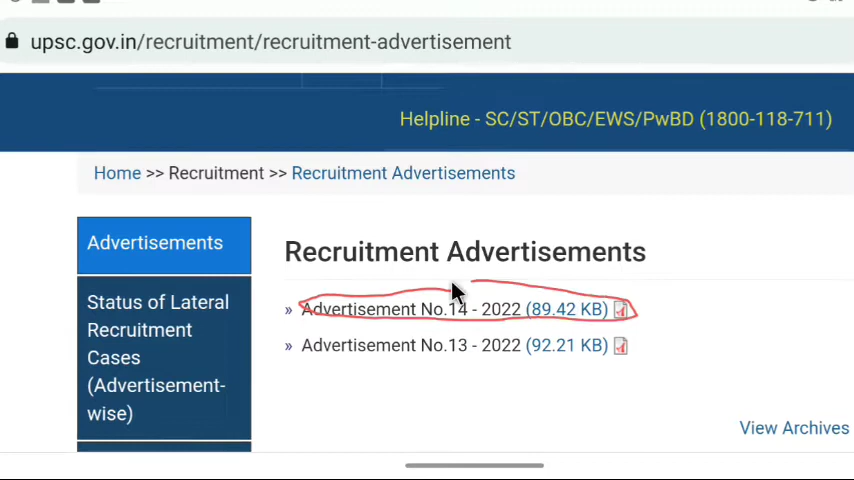 upsc.gov.in/recruitment/recruitment-advertisement
Helpline - SC/ST/OBC/EWS/PwBD (1800-118-711)
Home >> Recruitment >> Recruitment Advertisements
Advertisements
Status of Lateral
Recruitment
Cases
(Advertisement-
wise)
Recruitment Advertisements
» Advertisement No.14 - 2022 (89.42 KB)
» Advertisement No.13 - 2022 (92.21 KB)
View Archives